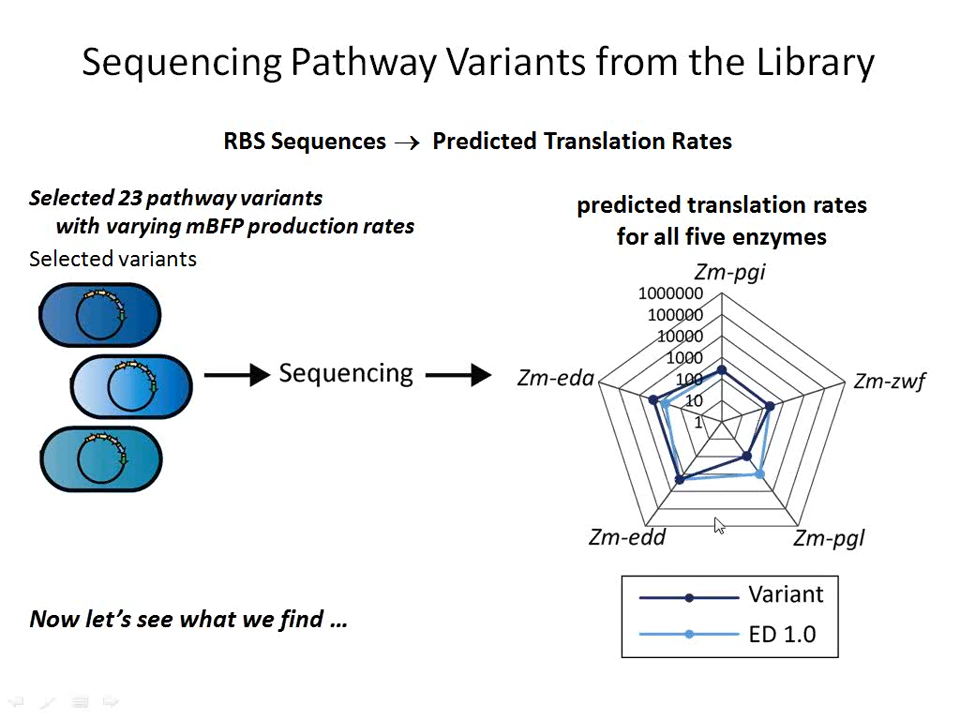 Sequencing Pathway Variants from the Library
RBS Sequences → Predicted Translation Rates
Selected 23 pathway variants
with varying mBFP production rates
Selected variants
Sequencing
predicted translation rates
for all five enzymes
Zm-pgi
1000000
100000
10000
1000
100
10
1
Zm-eda
Zm-zwf
Zm-edd
Zm-pgl
Variant
ED 1.0
Now let's see what we find ...